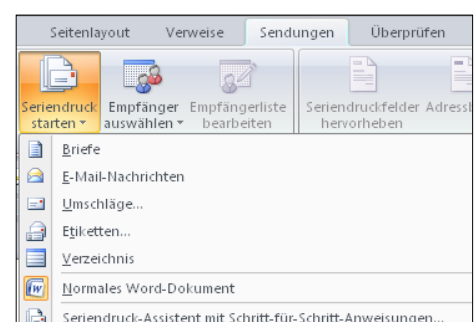 Seitenlayout Verweise Sendungen Überprüfen
Seriendruck starten Empfänger auswählen Empfängerliste bearbeiten Seriendruckfelder hervorheben
Briefe
E-Mail-Nachrichten
Umschläge...
Etiketten...
Verzeichnis
Normales Word-Dokument
Seriendruck-Assistent mit Schritt-für-Schritt-Anweisungen...